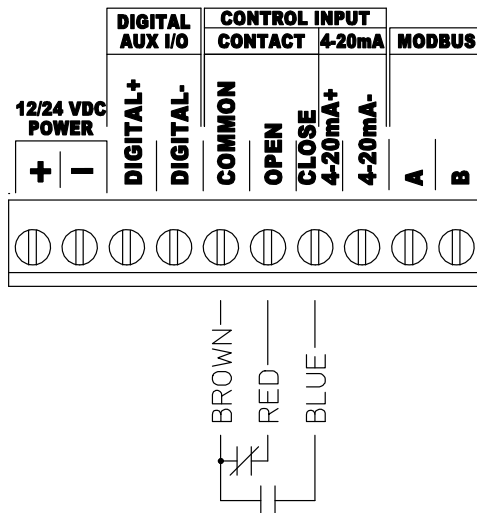 DIGITAL
AUX I/O
CONTROL INPUT
CONTACT
4-20mA
MODBUS
12/24 VDC
POWER
+
-
DIGITAL+
DIGITAL-
COMMON
OPEN
CLOSE
4-20mA+
4-20mA-
A
B
BROWN
RED
BLUE